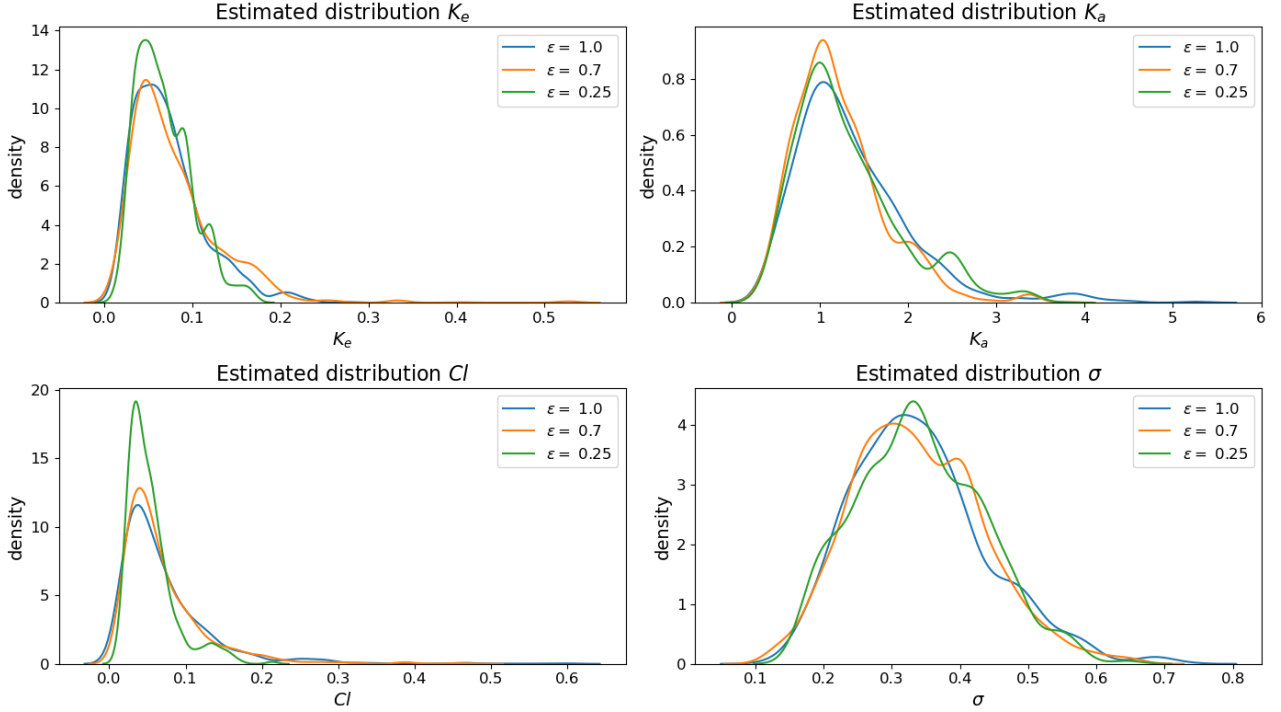 Estimated distribution K_e
density
14
12
10
8
6
4
2
0
ε = 1.0
ε = 0.7
ε = 0.25
0.0 0.1 0.2 0.3 0.4 0.5
K_e
Estimated distribution K_a
density
0.8
0.6
0.4
0.2
0.0
ε = 1.0
ε = 0.7
ε = 0.25
0 1 2 3 4 5 6
K_a
Estimated distribution Cl
density
20
15
10
5
0
ε = 1.0
ε = 0.7
ε = 0.25
0.0 0.1 0.2 0.3 0.4 0.5 0.6
Cl
Estimated distribution σ
density
4
3
2
1
0
ε = 1.0
ε = 0.7
ε = 0.25
0.1 0.2 0.3 0.4 0.5 0.6 0.7 0.8
σ